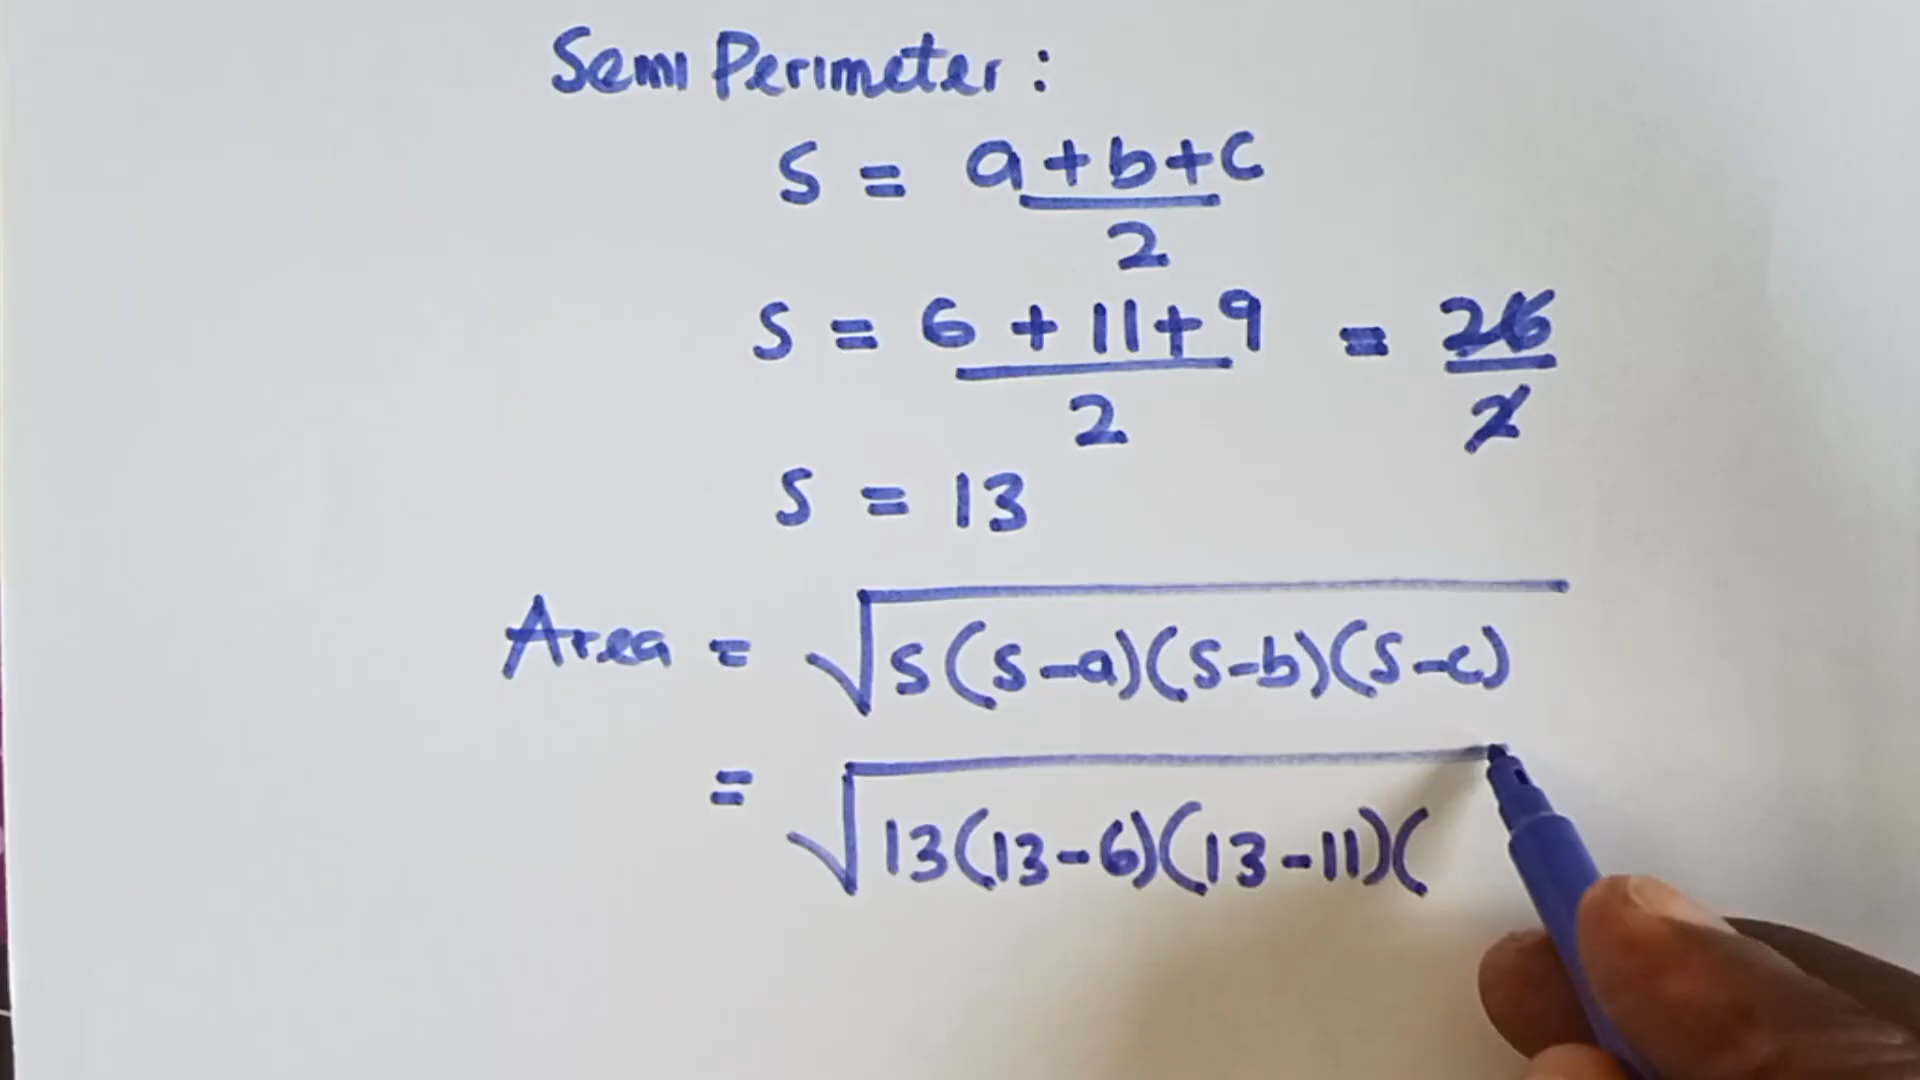 Semi Perimeter:
S = a+b+c
2
S = 6 + 11 + 9 = 26
2 2
S = 13
Area = √S(S-a)(S-b)(S-c)
= √13(13-6)(13-11)(